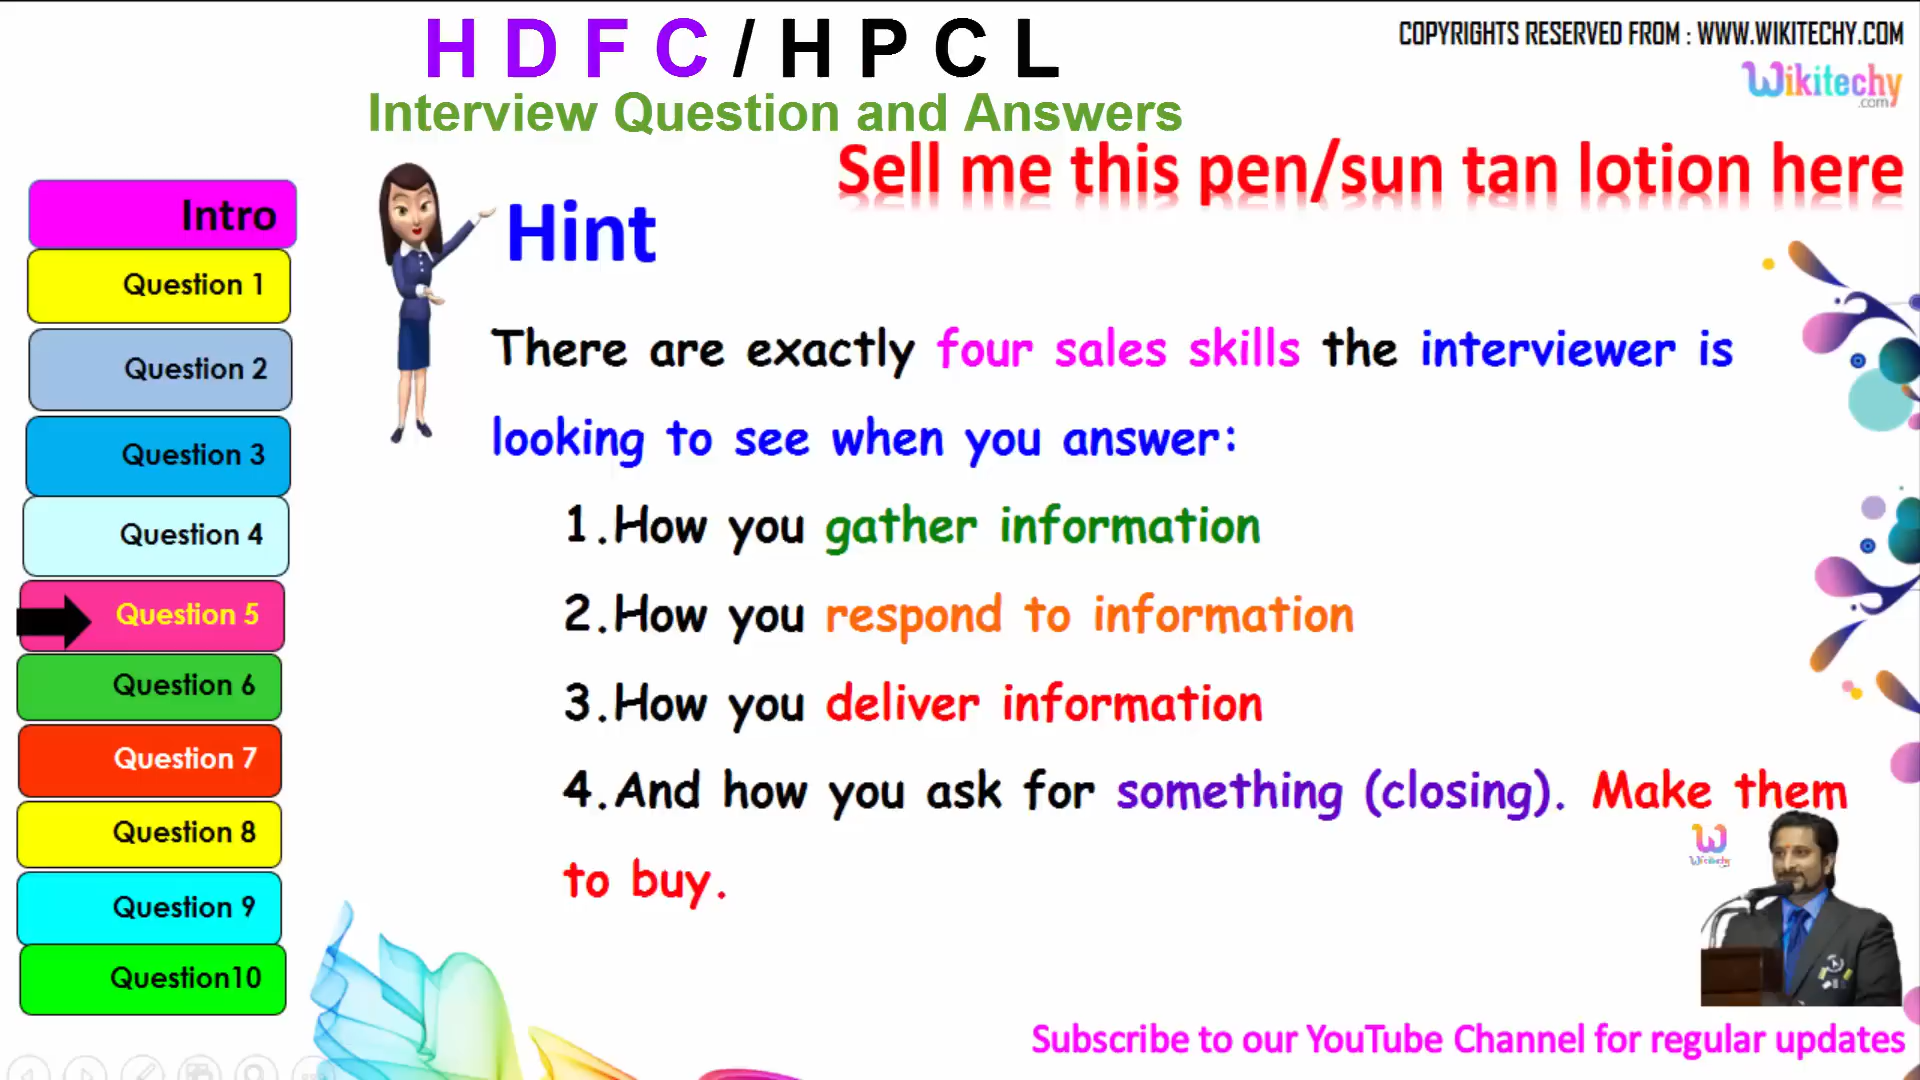 H D F C / H P C L
Interview Question and Answers
COPYRIGHTS RESERVED FROM : WWW.WIKITECHY.COM
Wikitechy
.com
Sell me this pen/sun tan lotion here
Intro
Question 1
Question 2
Question 3
Question 4
Question 5
Question 6
Question 7
Question 8
Question 9
Question10
Hint
There are exactly four sales skills the interviewer is
looking to see when you answer:
1.How you gather information
2.How you respond to information
3.How you deliver information
4.And how you ask for something (closing). Make them
to buy.
W
Wikitechy
Subscribe to our YouTube Channel for regular updates